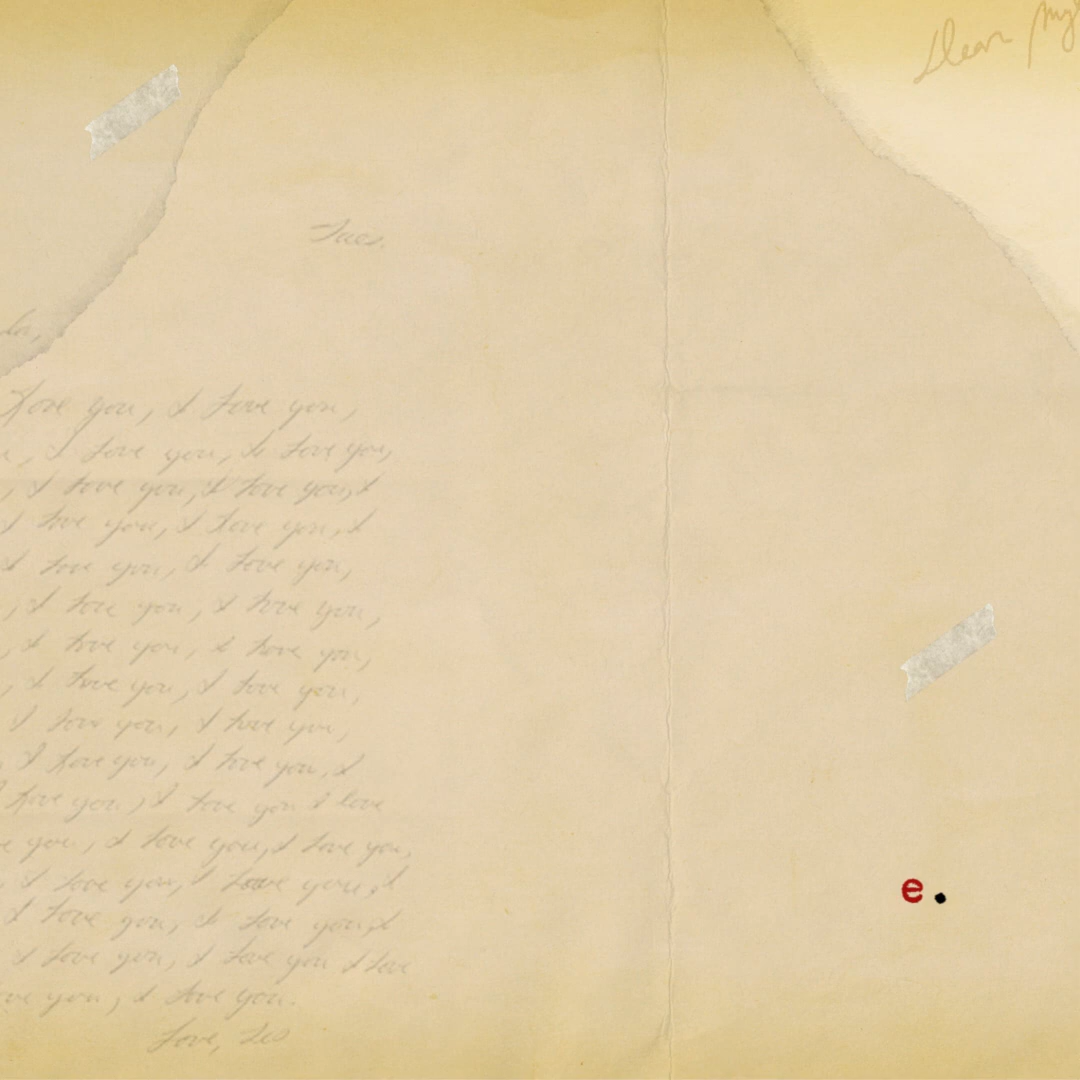 Dear My
Tues.
love you, I love you,
, I love you, I love you,
, I love you, I love you, I
I love you, I love you, I
I love you, I love you,
, I love you, I love you,
, I love you, I love you,
, I love you, I love you,
I love you, I love you,
, I love you, I love you, I
love you, I love you I love
you, I love you, I love you,
, I love you, I love you, I
I love you, I love you, I
I love you, I love you I love
you, I love you.
Love, Leo
e.